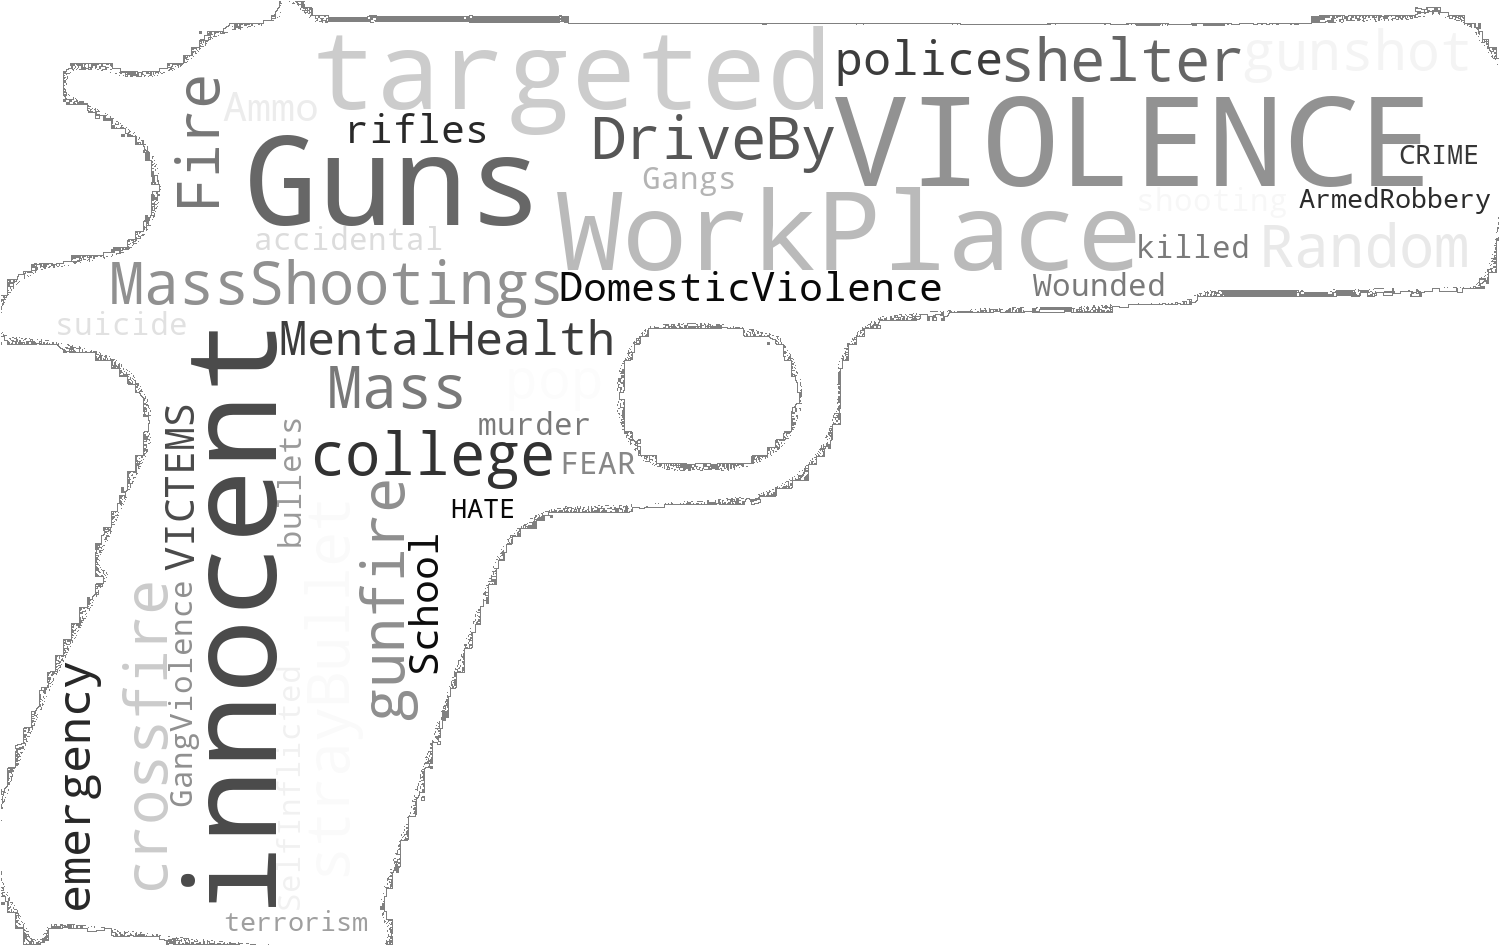 targeted
police
shelter
gunshot
Fire
Ammo
rifles
DriveBy
VIOLENCE
CRIME
Guns
Gangs
WorkPlace
shooting
ArmedRobbery
accidental
killed
Random
MassShootings
DomesticViolence
Wounded
suicide
MentalHealth
Mass
pop
murder
college
FEAR
HATE
innocent
VICTEMS
bullets
strayBullet
gunfire
School
crossfire
GangViolence
SelfInflicted
emergency
terrorism